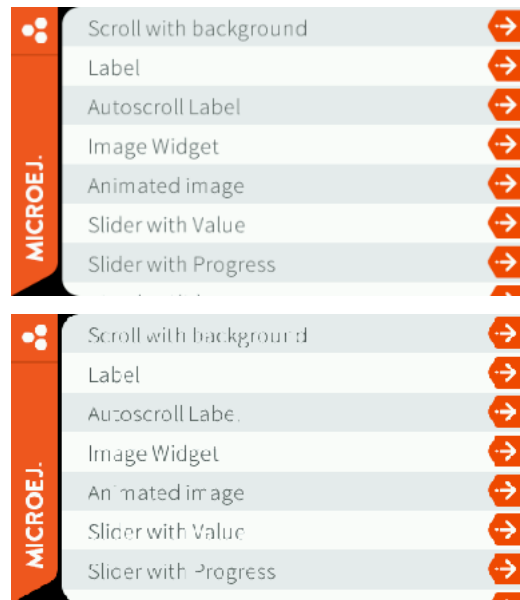 Scroll with background
Label
Autoscroll Label
Image Widget
Animated image
Slider with Value
Slider with Progress
MICROEJ.
Scroll with background
Label
Autoscroll Label
Image Widget
Animated image
Slider with Value
Slider with Progress
MICROEJ.